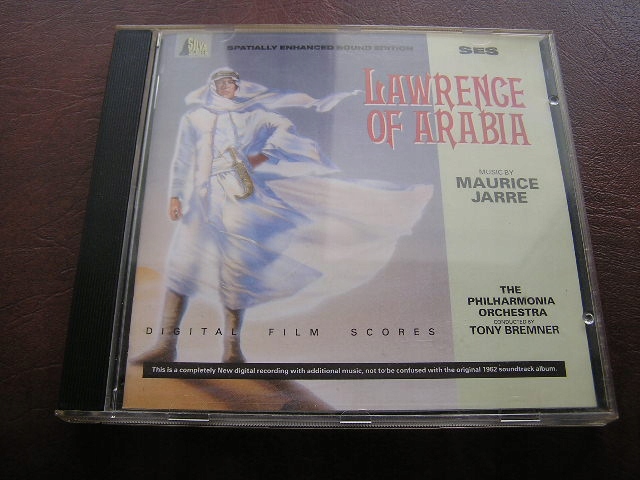 SILVA SCREEN
SPATIALLY ENHANCED SOUND EDITION
SES
LAWRENCE
OF ARABIA
MUSIC BY
MAURICE
JARRE
THE
PHILHARMONIA
ORCHESTRA
CONDUCTED BY
TONY BREMNER
DIGITAL FILM SCORES
This is a completely New digital recording with additional music, not to be confused with the original 1962 soundtrack album.